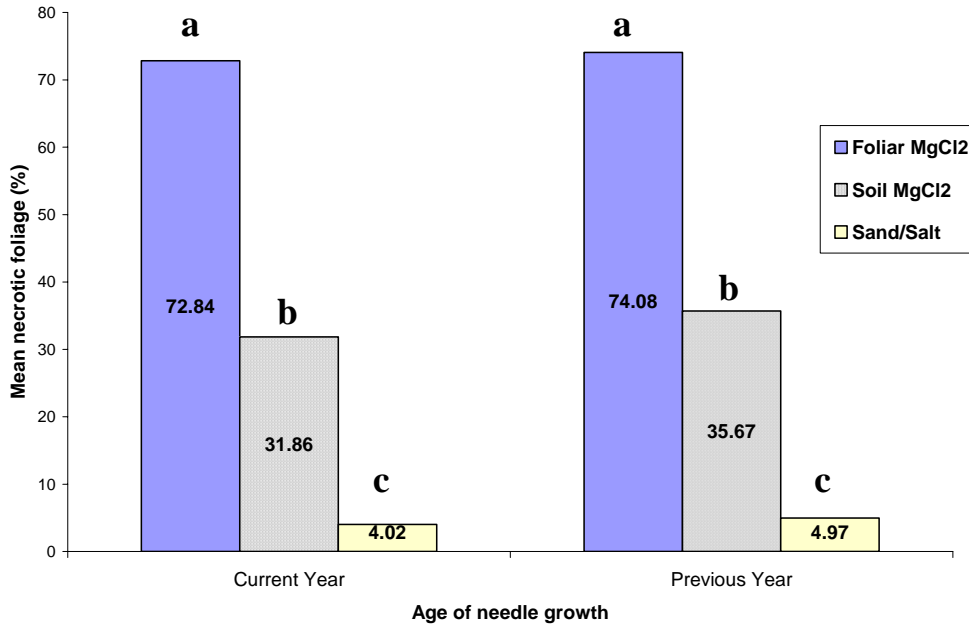 80
70
60
50
40
30
20
10
0
Mean necrotic foliage (%)
a
72.84
b
31.86
c
4.02
a
74.08
b
35.67
c
4.97
Current Year
Previous Year
Age of needle growth
Foliar MgCl2
Soil MgCl2
Sand/Salt